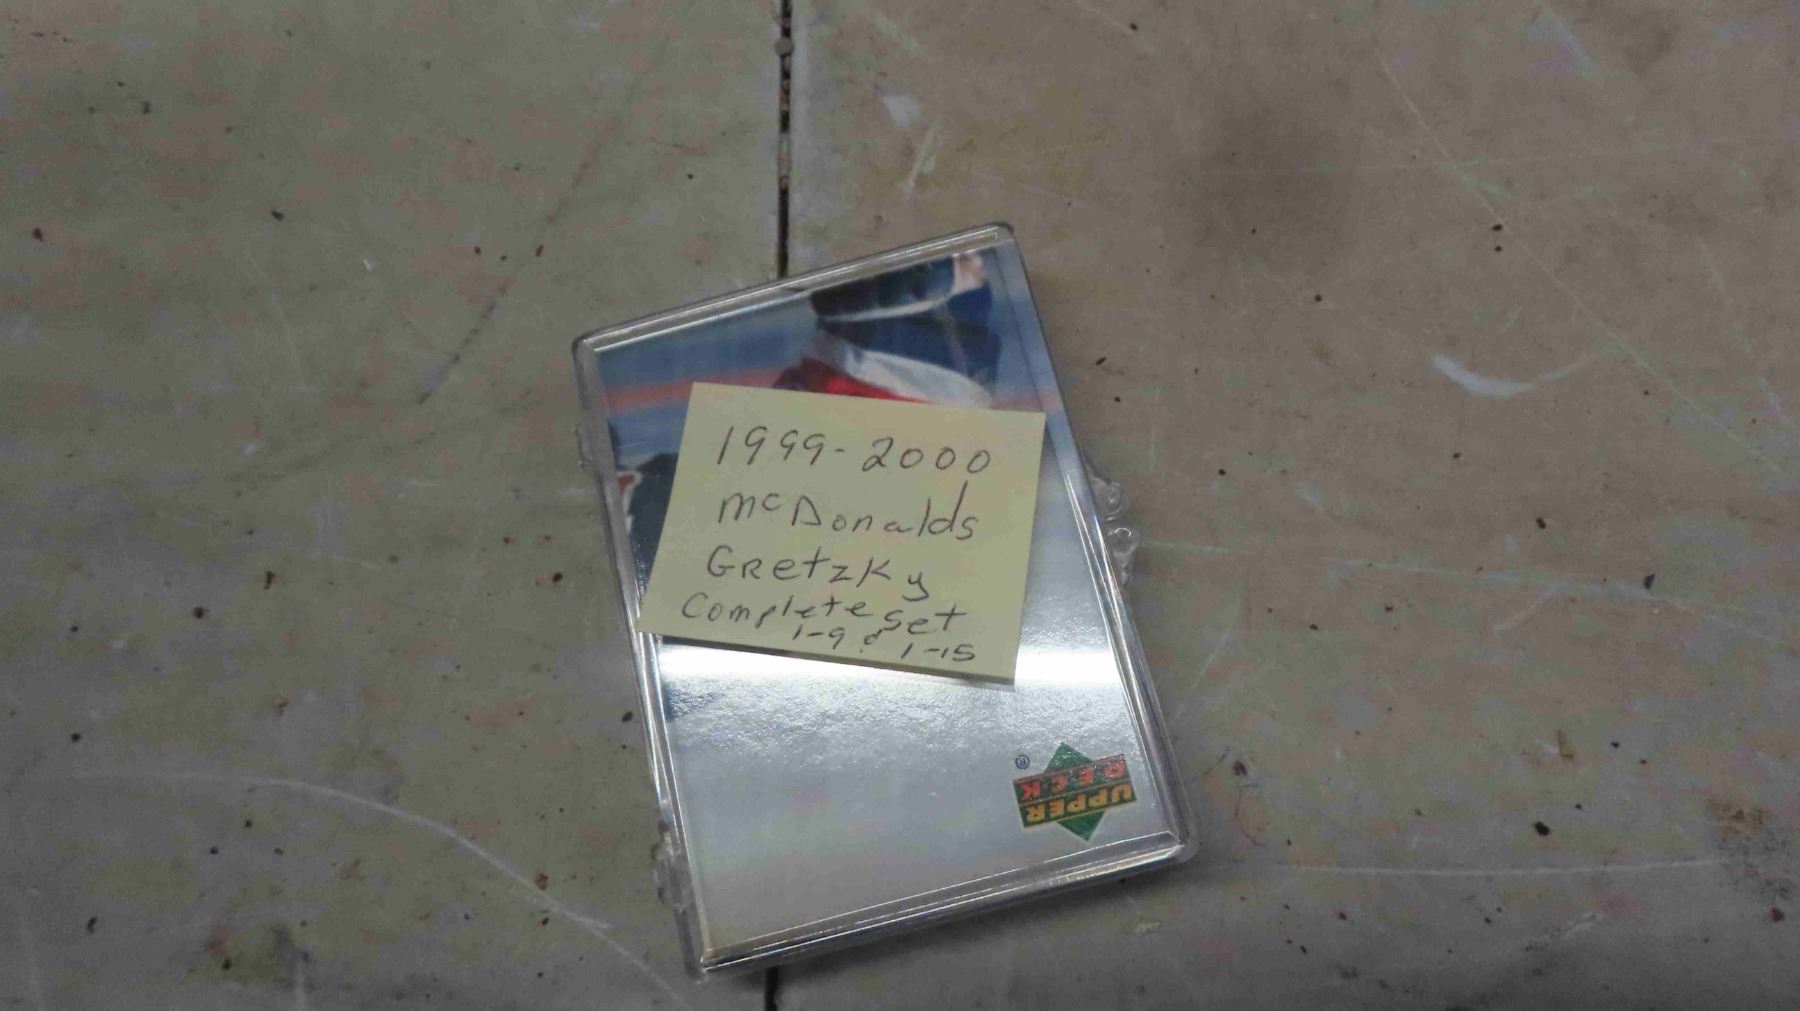 1999-2000
McDonalds
Gretzky
Complete Set
1-9 & 1-15
UPPER
DECK
®